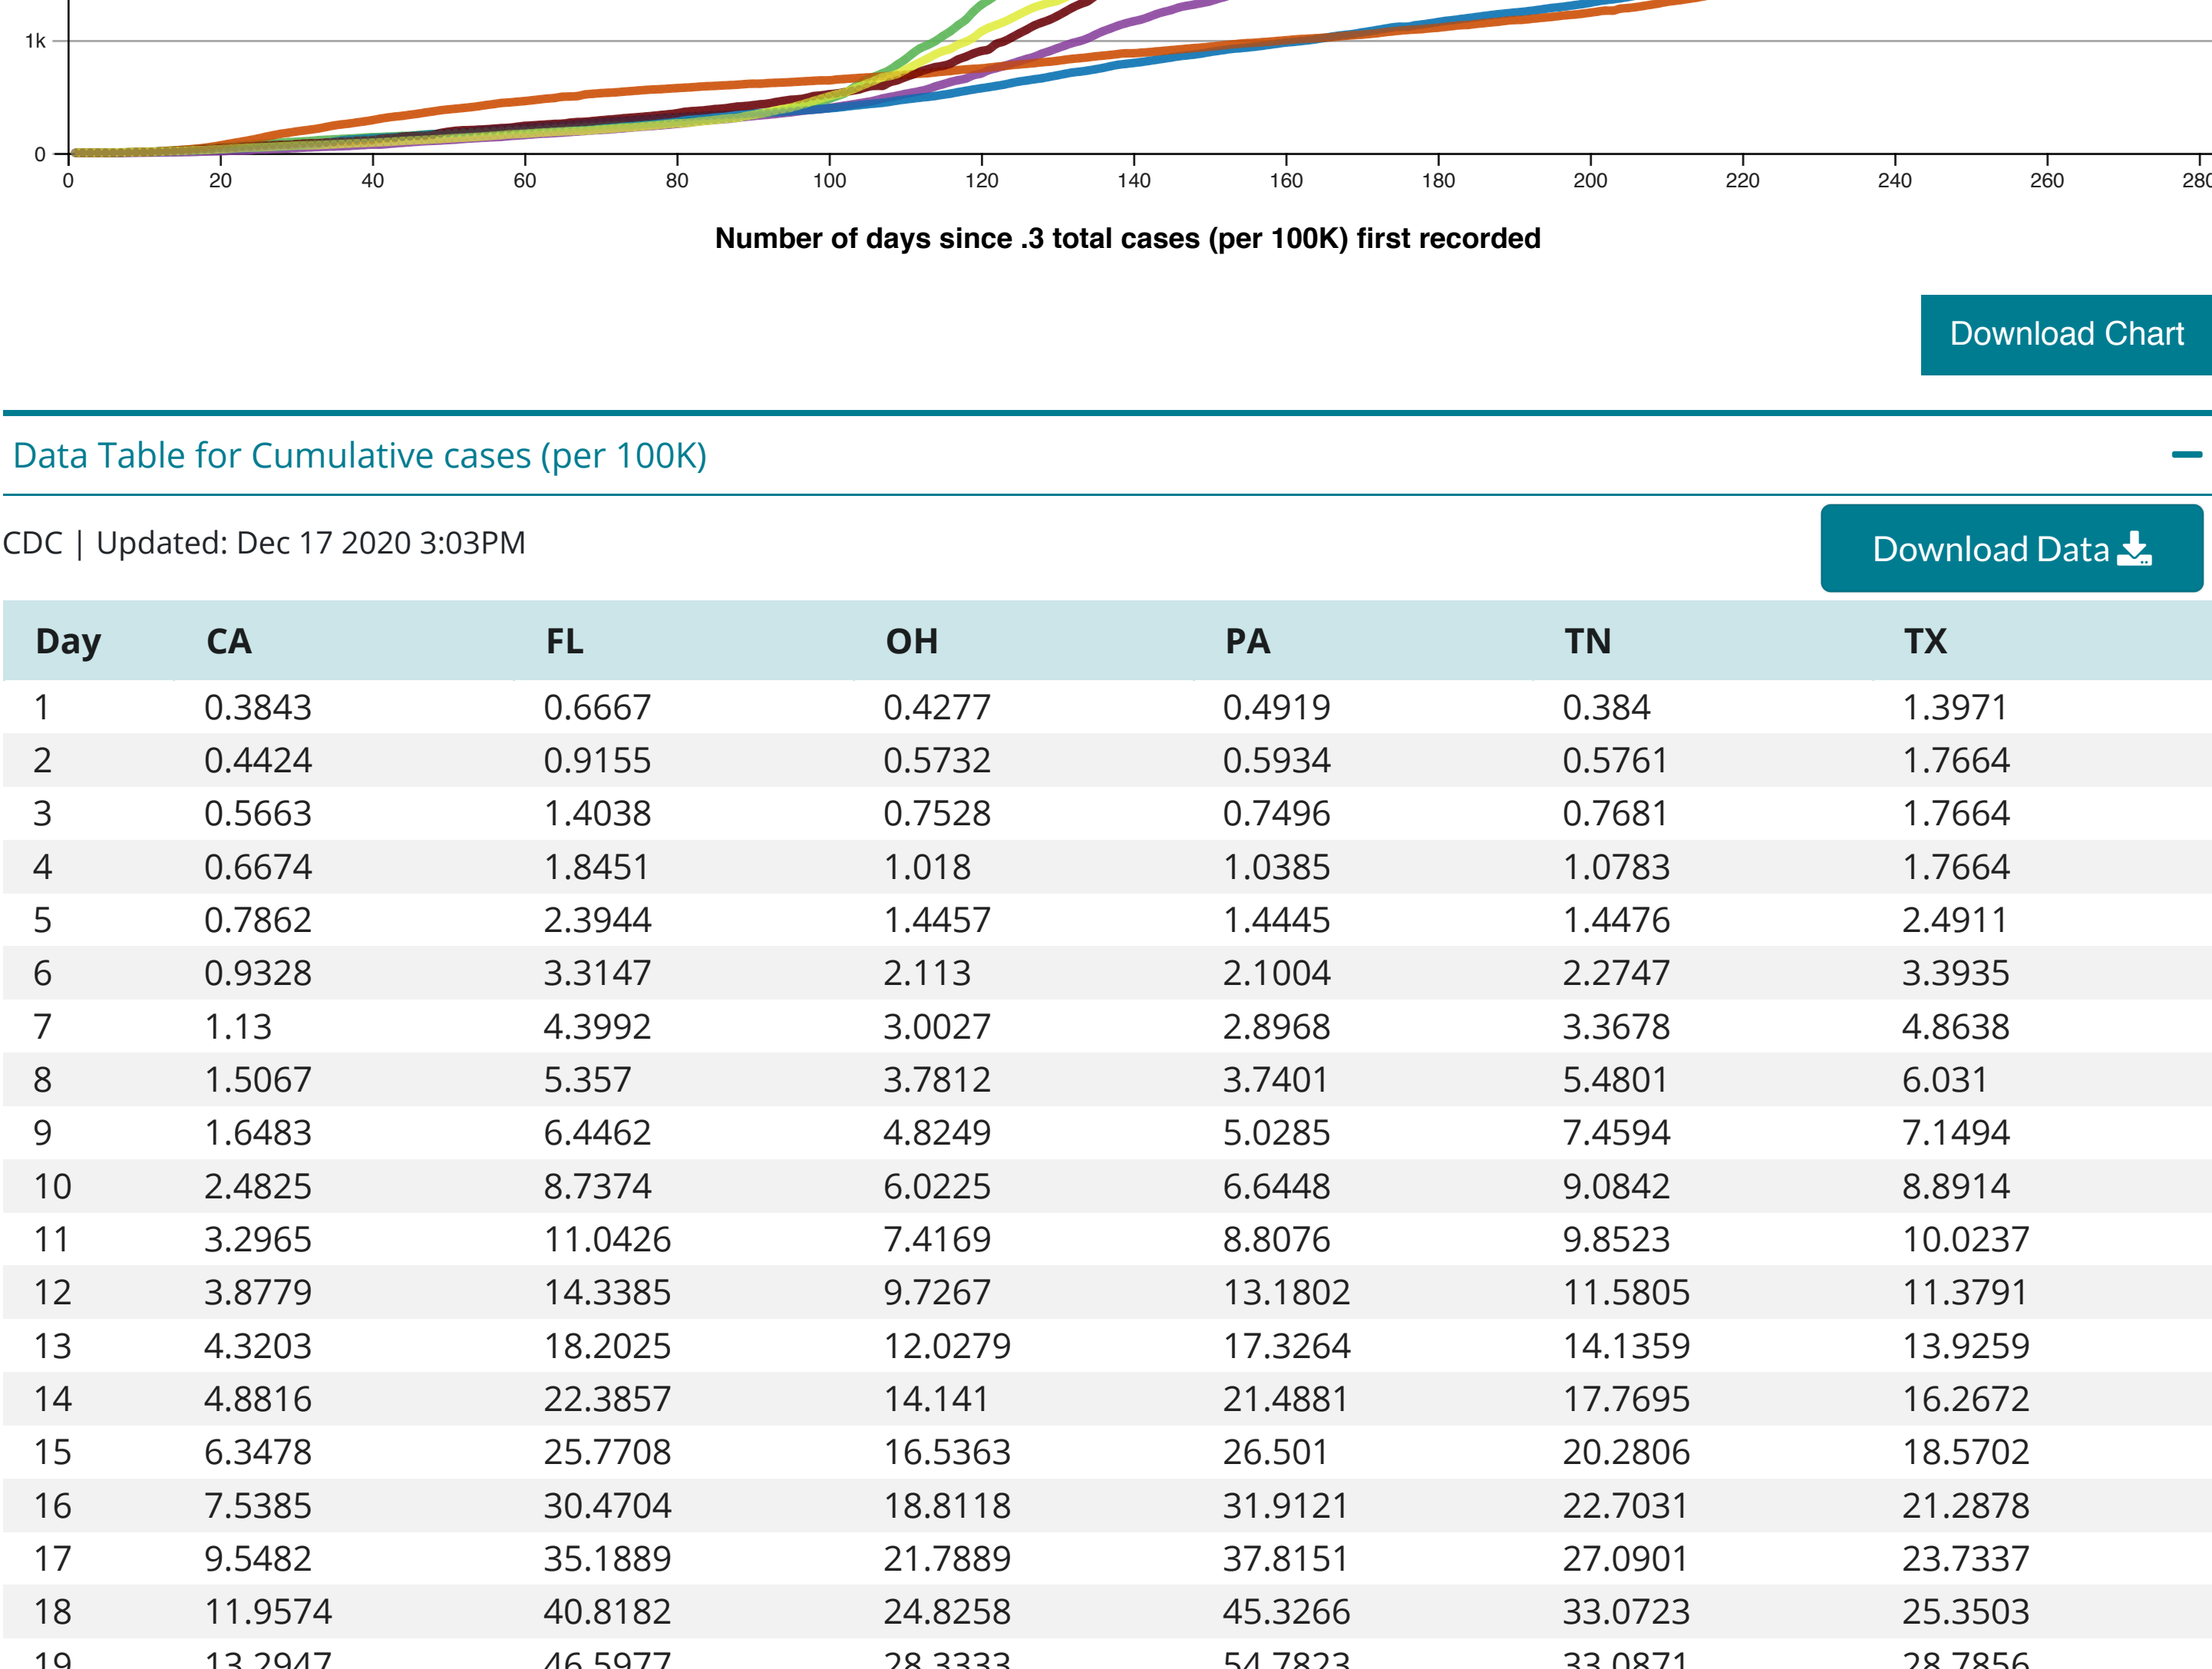 1k
0
0 20 40 60 80 100 120 140 160 180 200 220 240 260 280
Number of days since .3 total cases (per 100K) first recorded
Download Chart
Data Table for Cumulative cases (per 100K)
CDC | Updated: Dec 17 2020 3:03PM
Download Data
Day CA FL OH PA TN TX
1 0.3843 0.6667 0.4277 0.4919 0.384 1.3971
2 0.4424 0.9155 0.5732 0.5934 0.5761 1.7664
3 0.5663 1.4038 0.7528 0.7496 0.7681 1.7664
4 0.6674 1.8451 1.018 1.0385 1.0783 1.7664
5 0.7862 2.3944 1.4457 1.4445 1.4476 2.4911
6 0.9328 3.3147 2.113 2.1004 2.2747 3.3935
7 1.13 4.3992 3.0027 2.8968 3.3678 4.8638
8 1.5067 5.357 3.7812 3.7401 5.4801 6.031
9 1.6483 6.4462 4.8249 5.0285 7.4594 7.1494
10 2.4825 8.7374 6.0225 6.6448 9.0842 8.8914
11 3.2965 11.0426 7.4169 8.8076 9.8523 10.0237
12 3.8779 14.3385 9.7267 13.1802 11.5805 11.3791
13 4.3203 18.2025 12.0279 17.3264 14.1359 13.9259
14 4.8816 22.3857 14.141 21.4881 17.7695 16.2672
15 6.3478 25.7708 16.5363 26.501 20.2806 18.5702
16 7.5385 30.4704 18.8118 31.9121 22.7031 21.2878
17 9.5482 35.1889 21.7889 37.8151 27.0901 23.7337
18 11.9574 40.8182 24.8258 45.3266 33.0723 25.3503
19 13.2947 46.5977 28.3333 54.7823 33.0871 28.7856